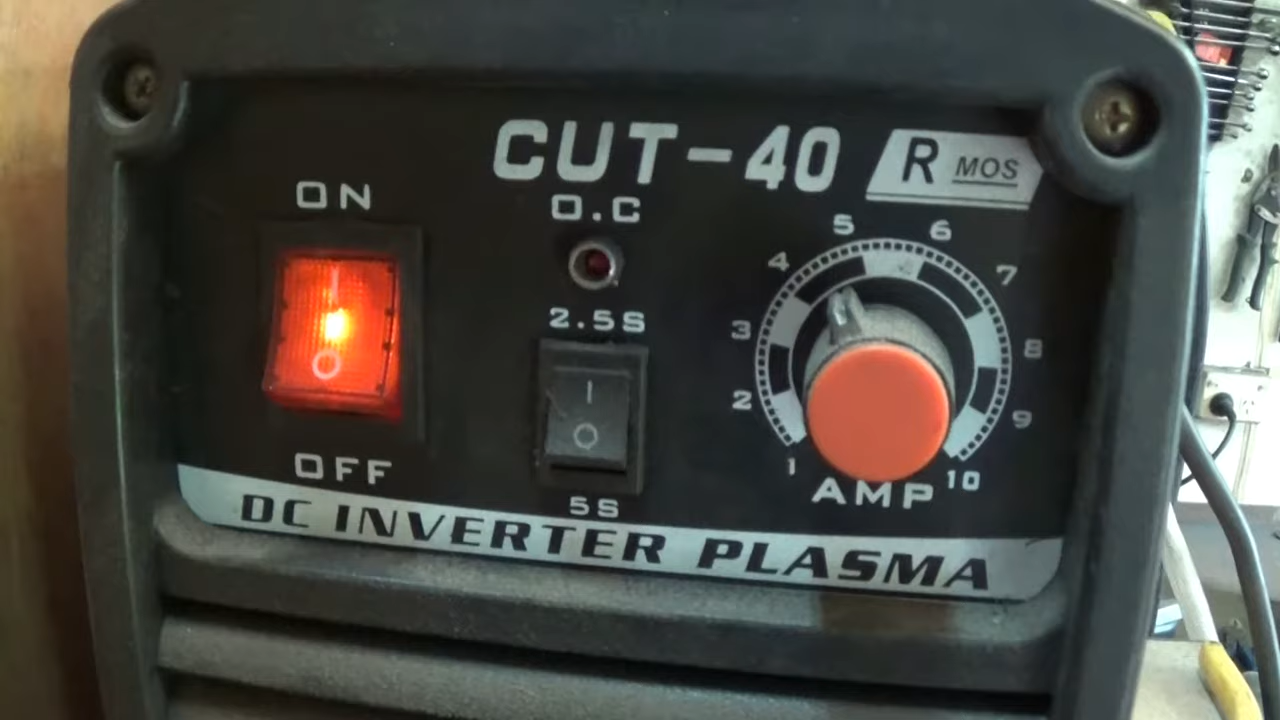 CUT-40 R MOS
ON
O.C
I
O
2.5S
I
O
5S
OFF
1 2 3 4 5 6 7 8 9 10
AMP
DC INVERTER PLASMA